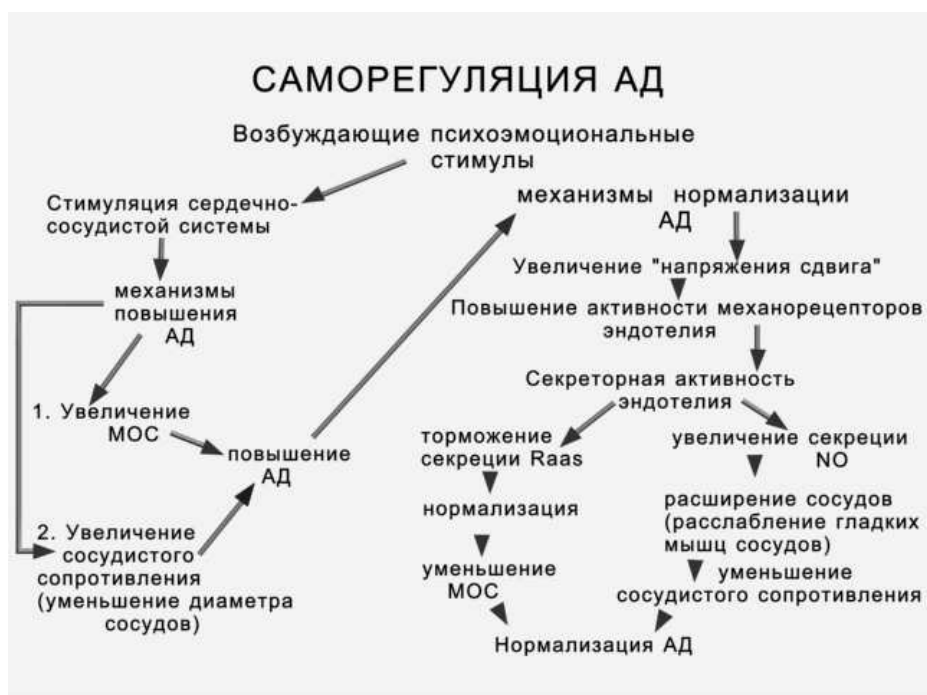 САМОРЕГУЛЯЦИЯ АД
Возбуждающие психоэмоциональные
стимулы
Стимуляция сердечно-
сосудистой системы
механизмы
повышения
АД
1. Увеличение
МОС
повышение
АД
2. Увеличение
сосудистого
сопротивления
(уменьшение диаметра
сосудов)
механизмы нормализации
АД
Увеличение "напряжения сдвига"
Повышение активности механорецепторов
эндотелия
Секреторная активность
эндотелия
торможение
секреции Raas
нормализация
уменьшение
МОС
увеличение секреции
NO
расширение сосудов
(расслабление гладких
мышц сосудов)
уменьшение
сосудистого сопротивления
Нормализация АД